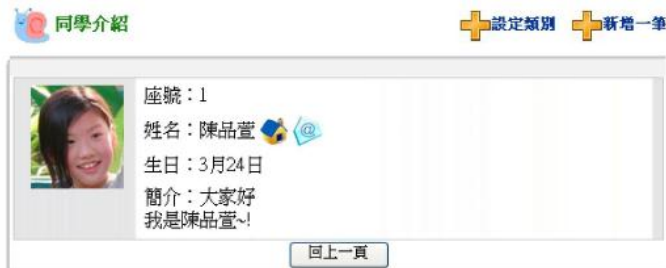 同學介紹
設定類別 新增一筆
座號：1
姓名：陳品萱
生日：3月24日
簡介：大家好
我是陳品萱~!
回上一頁